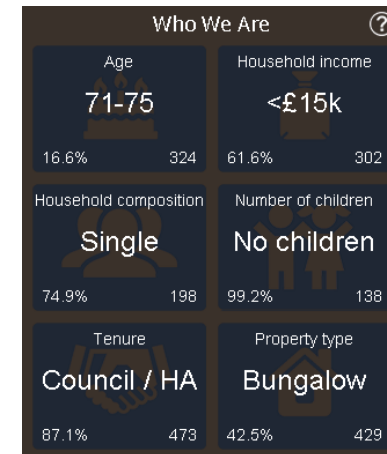 Who We Are
?
Age
Household income
71-75
<£15k
16.6% 324
61.6% 302
Household composition
Number of children
Single
No children
74.9% 198
99.2% 138
Tenure
Property type
Council / HA
Bungalow
87.1% 473
42.5% 429